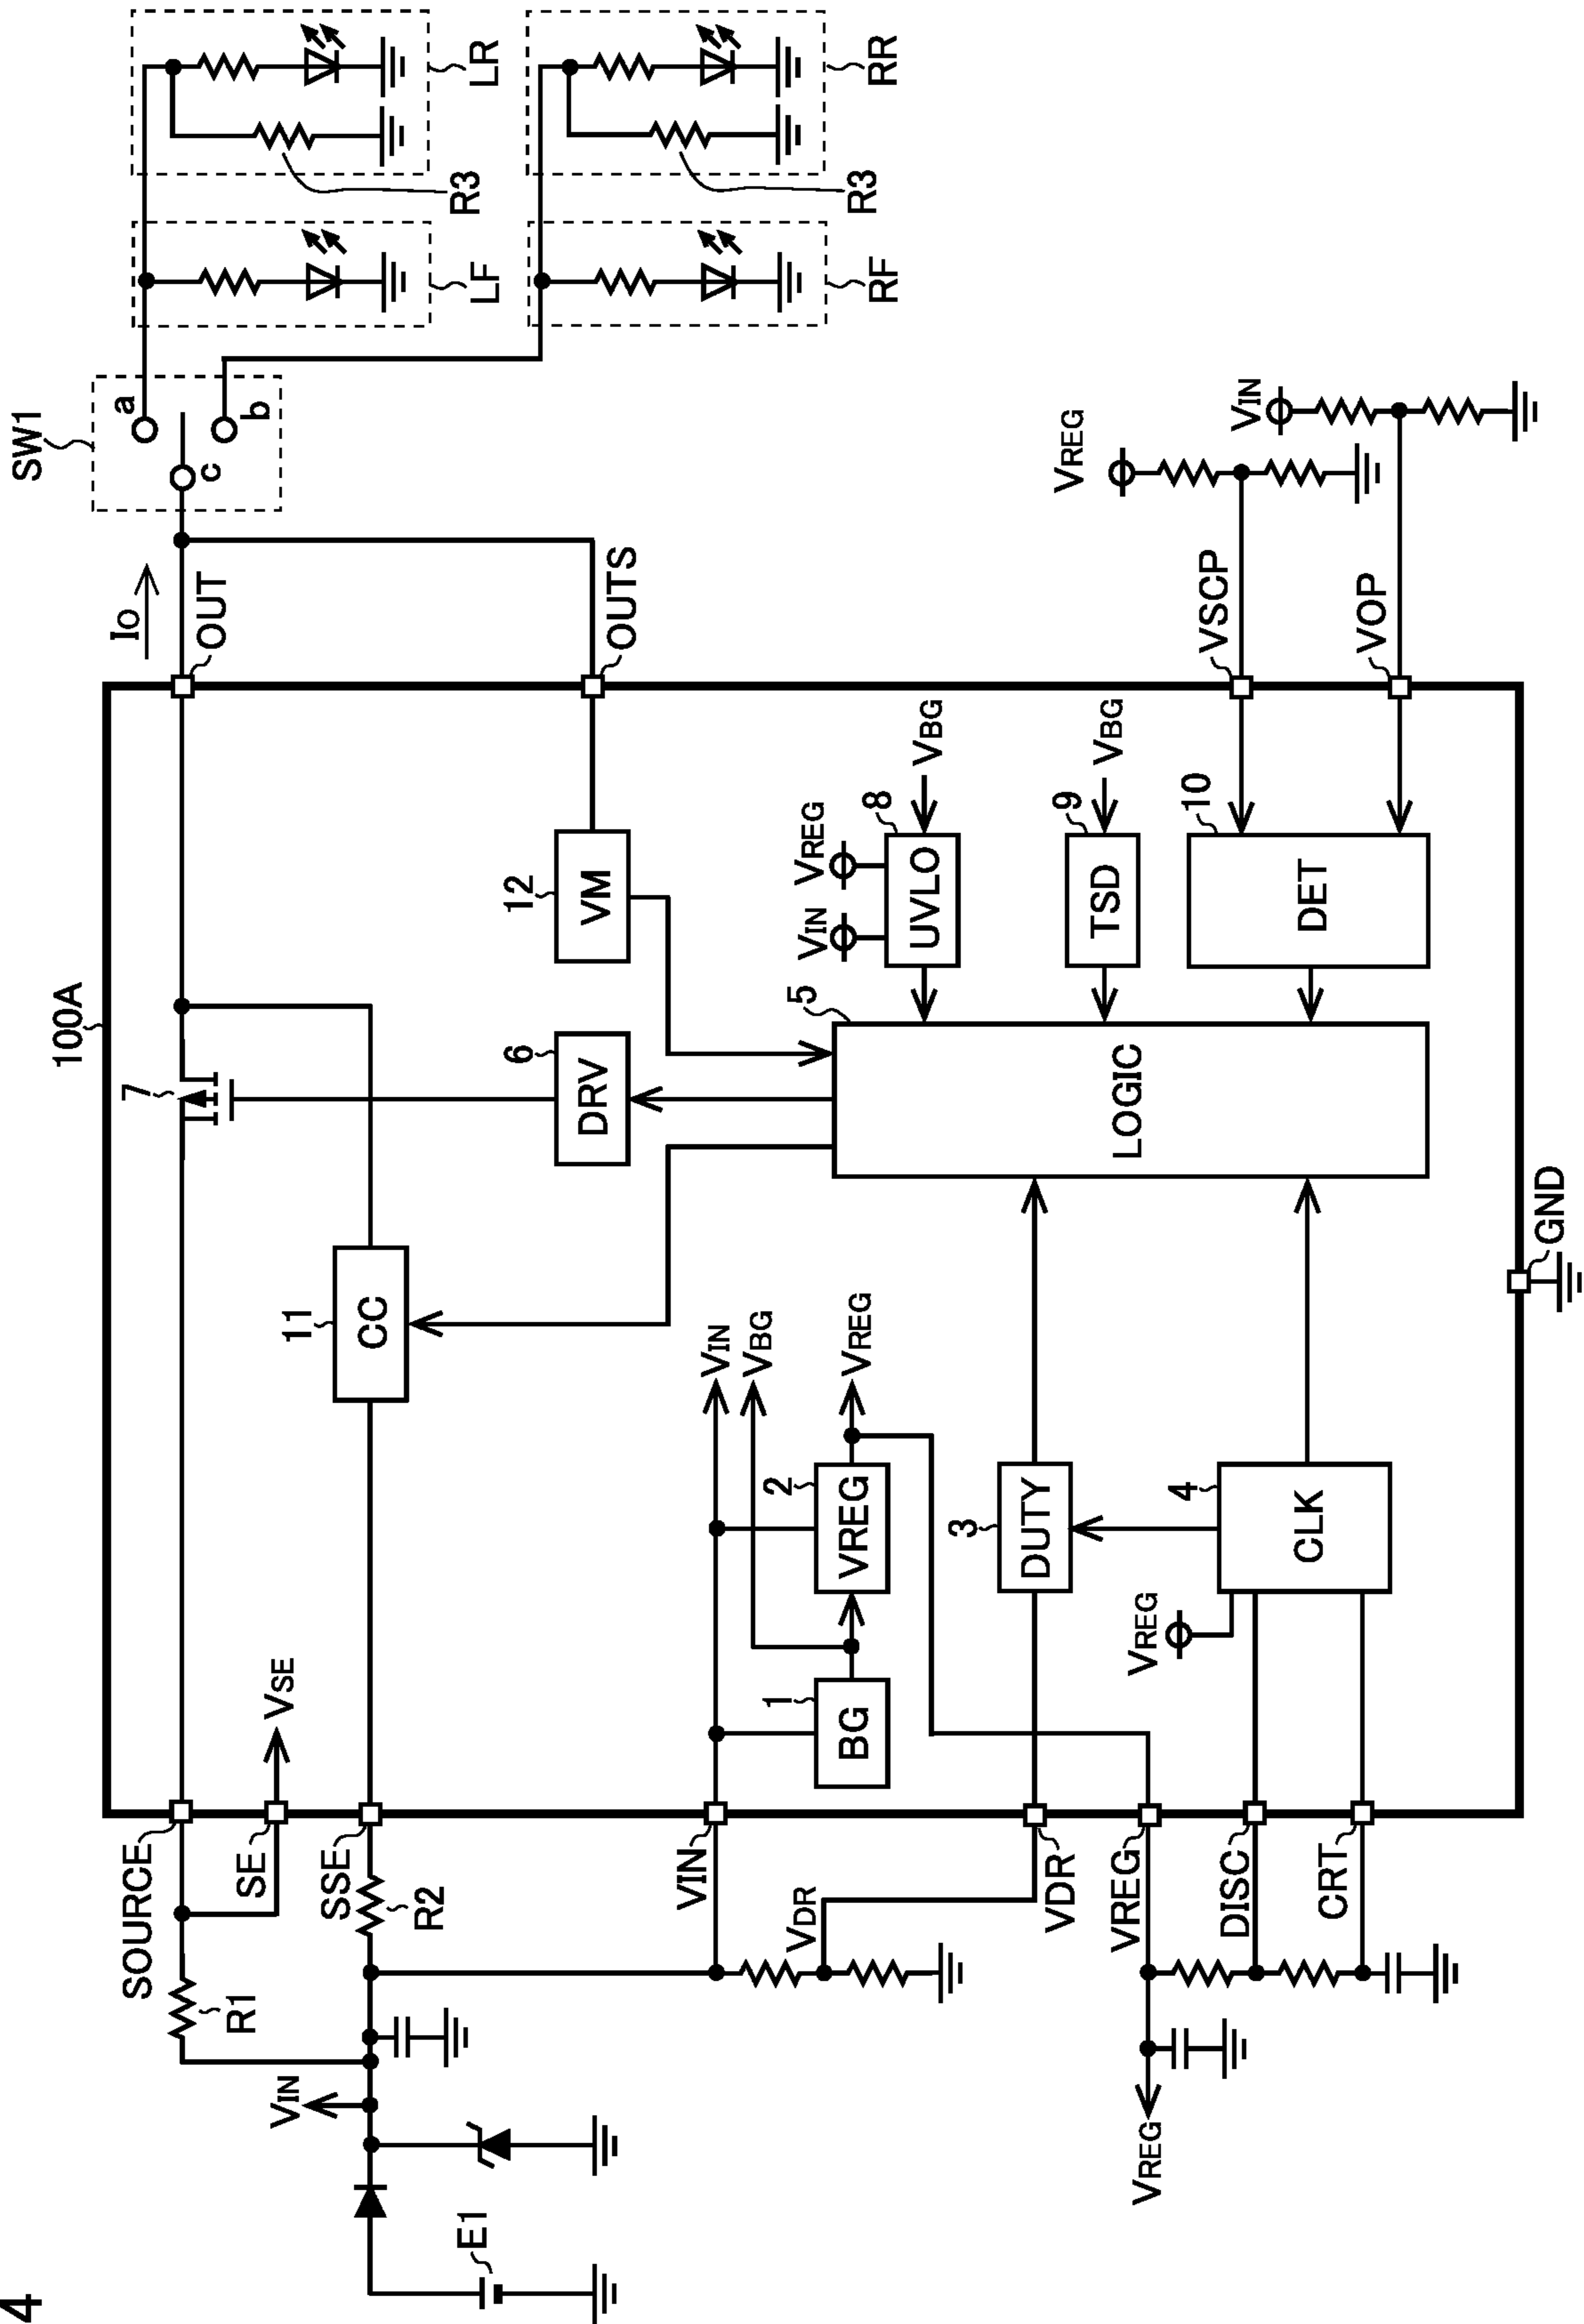 4
SW1
a
b
c
LF
LR
R3
RF
RR
R3
Io
OUT
OUTS
VSCP
VOP
VREG
VIN
100A
7
11
CC
6
DRV
12
VM
5
LOGIC
VIN
VREG
8
UVLO
VBG
9
TSD
VBG
10
DET
SOURCE
SE
VSE
SSE
R1
R2
VIN
E1
VIN
VDR
VDR
VREG
VREG
DISC
CRT
VIN
VBG
VREG
1
BG
2
VREG
3
DUTY
4
CLK
VREG
GND